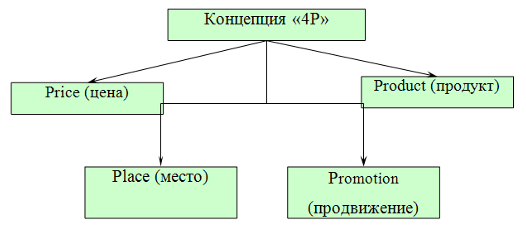 Концепция «4P»
Price (цена)
Product (продукт)
Place (место)
Promotion
(продвижение)